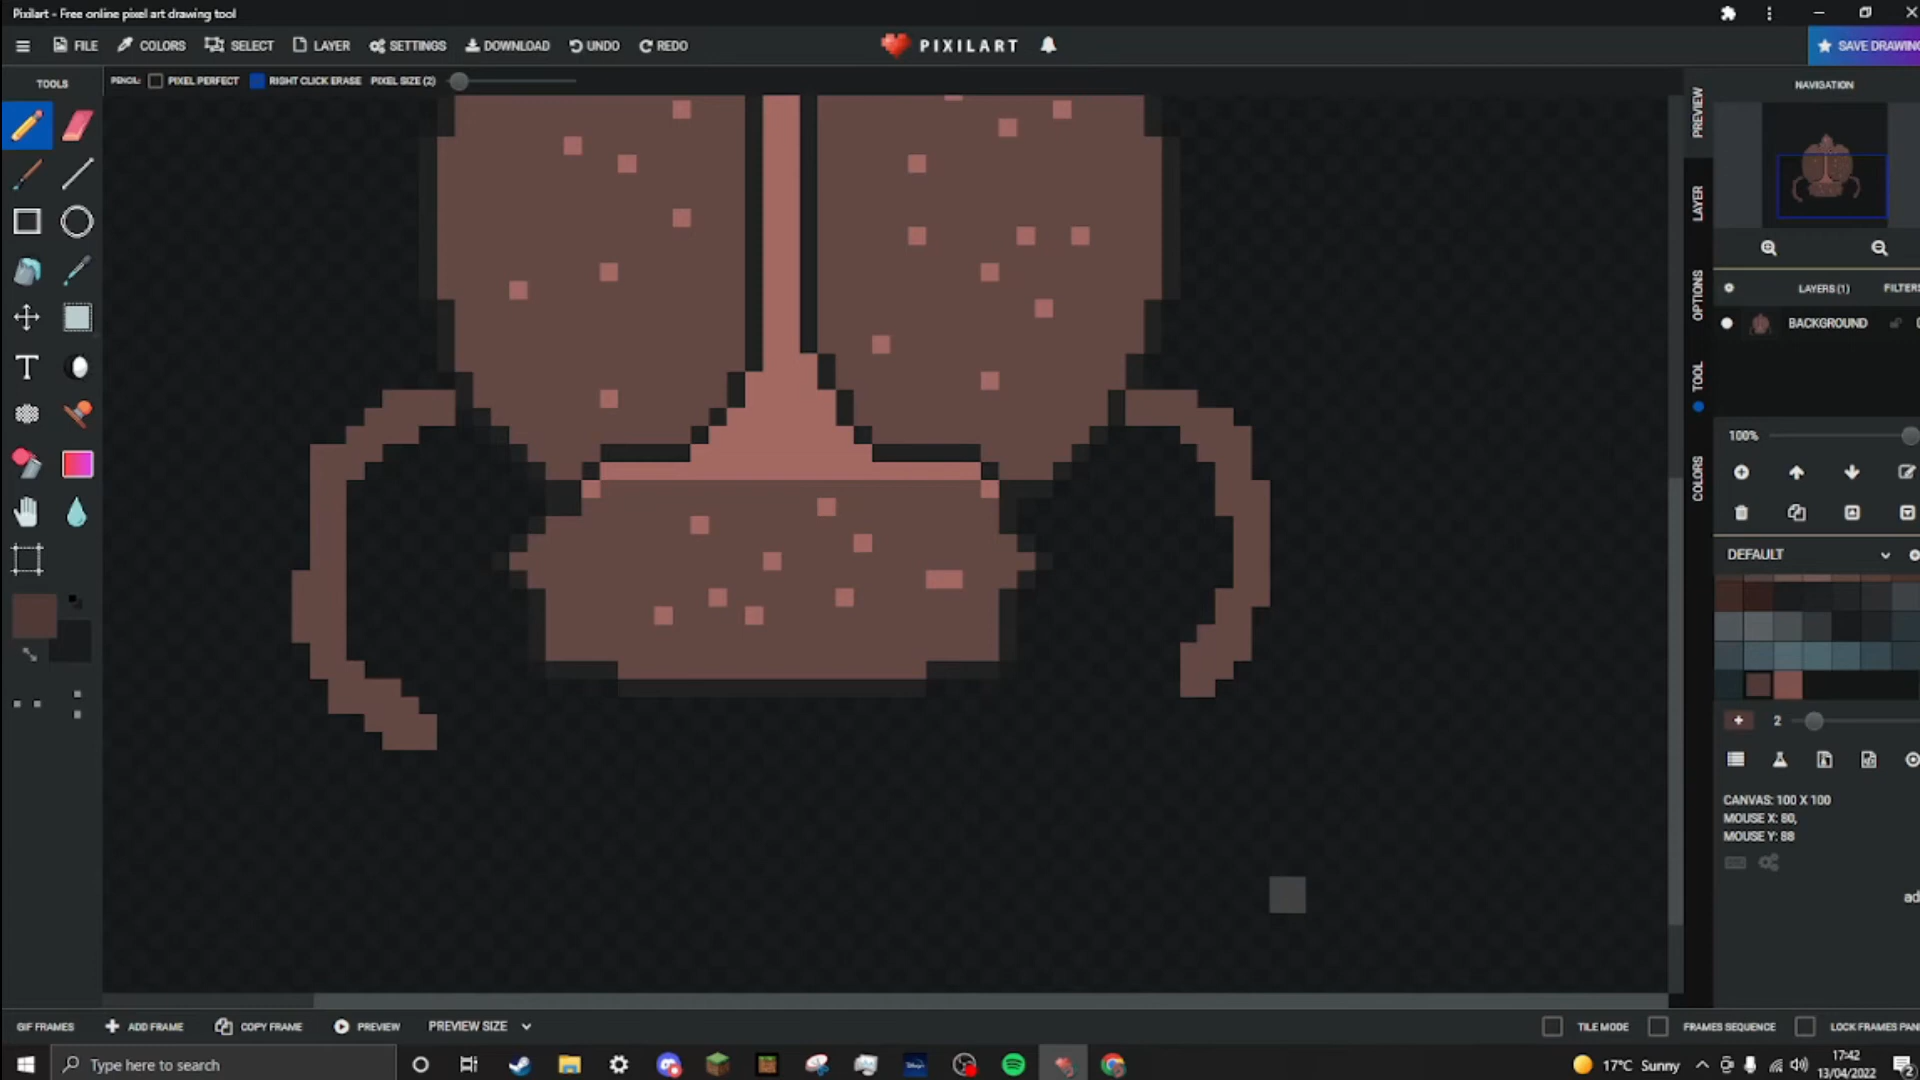 Pixilart - Free online pixel art drawing tool
FILE COLORS SELECT LAYER SETTINGS DOWNLOAD UNDO REDO PIXILART SAVE DRAWING
TOOLS
PENCIL: PIXEL PERFECT RIGHT CLICK ERASE PIXEL SIZE (2)
NAVIGATION
PREVIEW
LAYER
OPTIONS
TOOL
COLORS
LAYERS (1) FILTERS
BACKGROUND
100%
DEFAULT
2
CANVAS: 100 X 100
MOUSE X: 80,
MOUSE Y: 88
ad
T
GIF FRAMES ADD FRAME COPY FRAME PREVIEW PREVIEW SIZE TILE MODE FRAMES SEQUENCE LOCK FRAMES PAN
Type here to search
17°C Sunny
17:42
13/04/2022
2